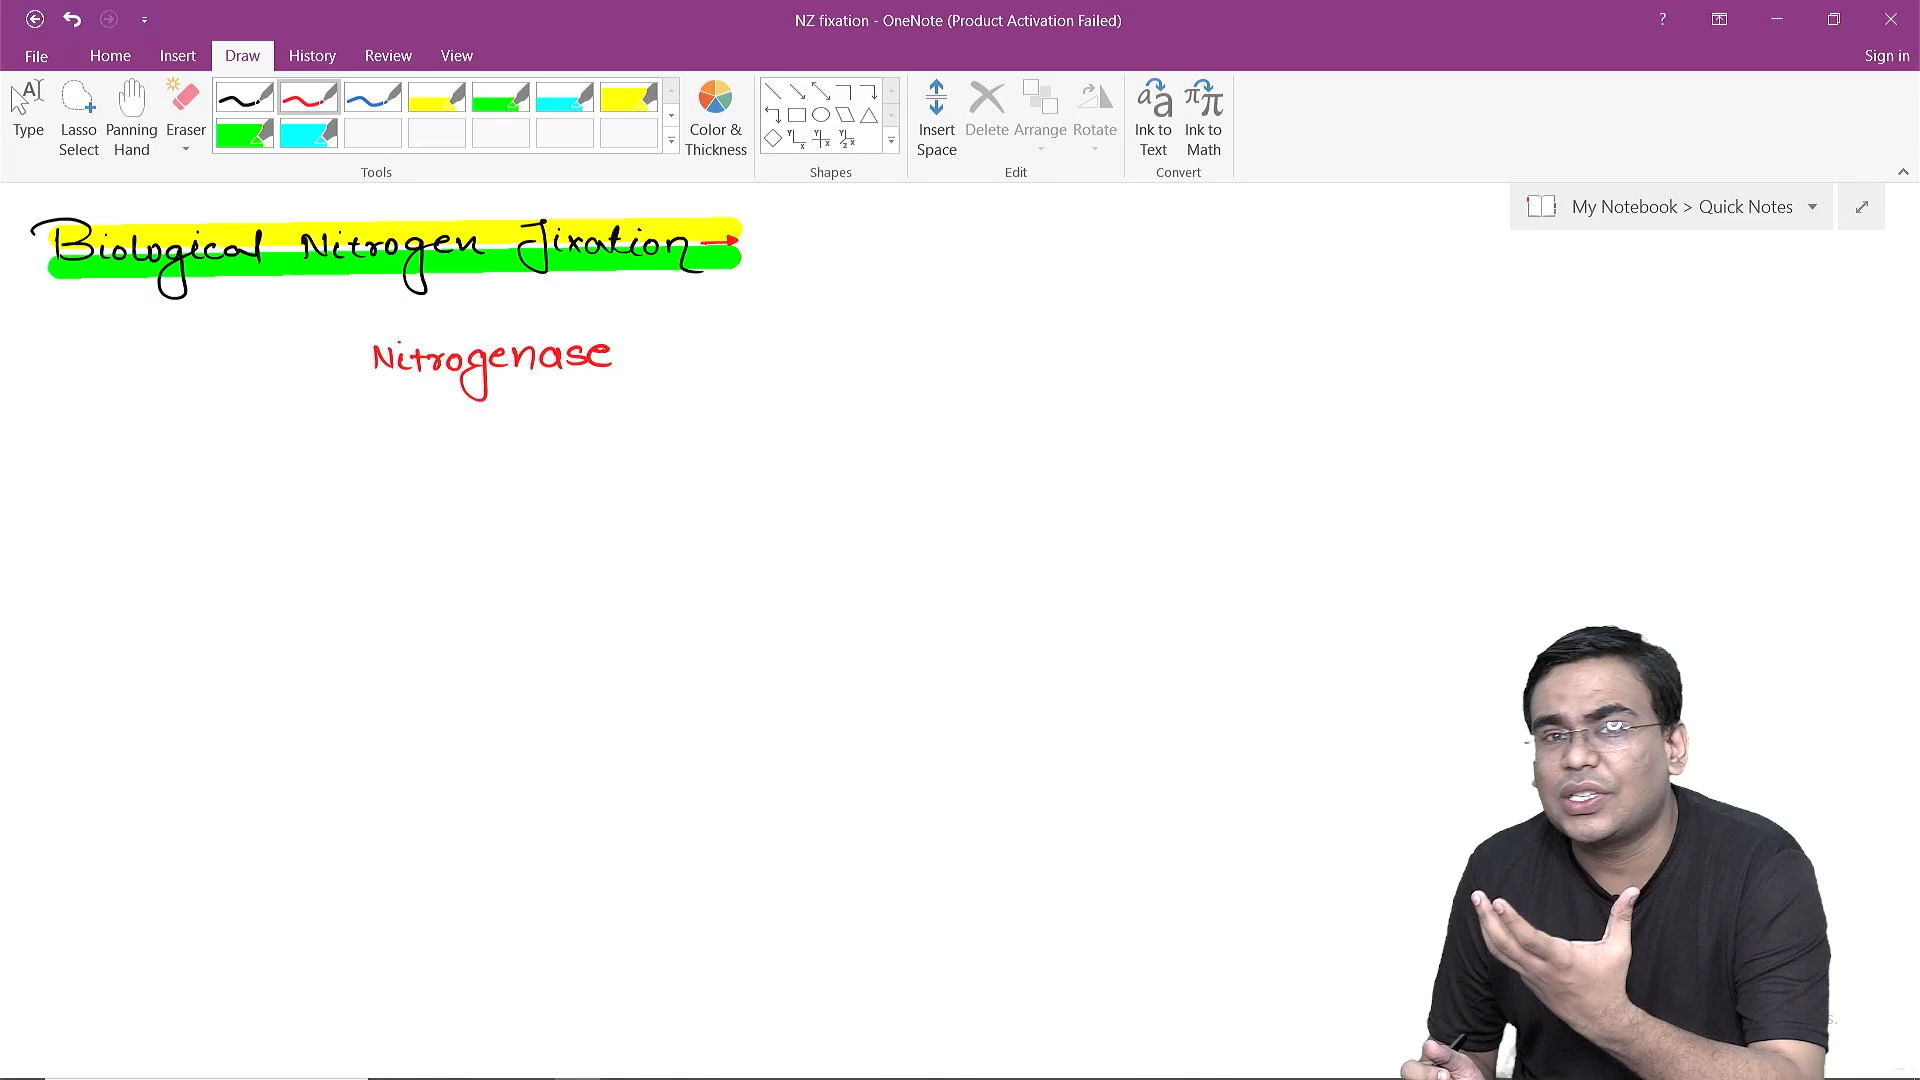 NZ fixation - OneNote (Product Activation Failed)
?
File Home Insert Draw History Review View
Sign in
Type
Lasso Select
Panning Hand
Eraser
Color & Thickness
Insert Space
Delete
Arrange
Rotate
Ink to Text
Ink to Math
Tools
Shapes
Edit
Convert
My Notebook > Quick Notes
Biological Nitrogen Fixation
Nitrogenase